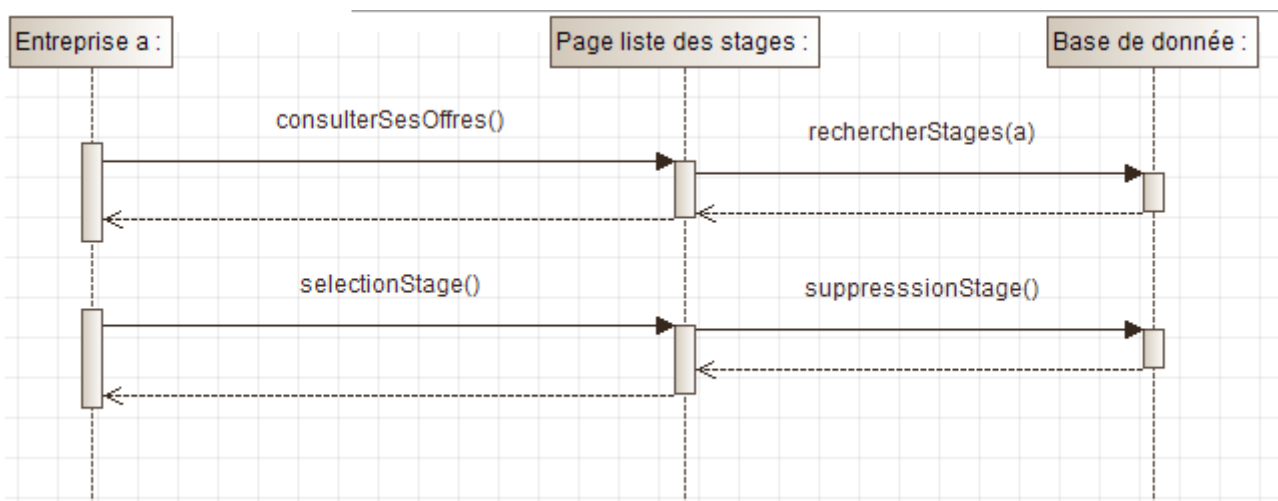 Entreprise a :
Page liste des stages :
Base de donnée :
consulterSesOffres()
rechercherStages(a)
selectionStage()
suppresssionStage()